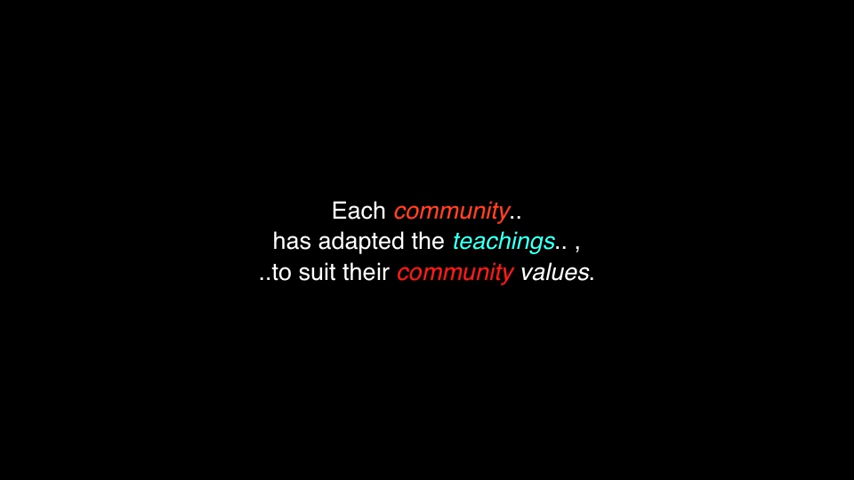 Each community..
has adapted the teachings.. ,
..to suit their community values.